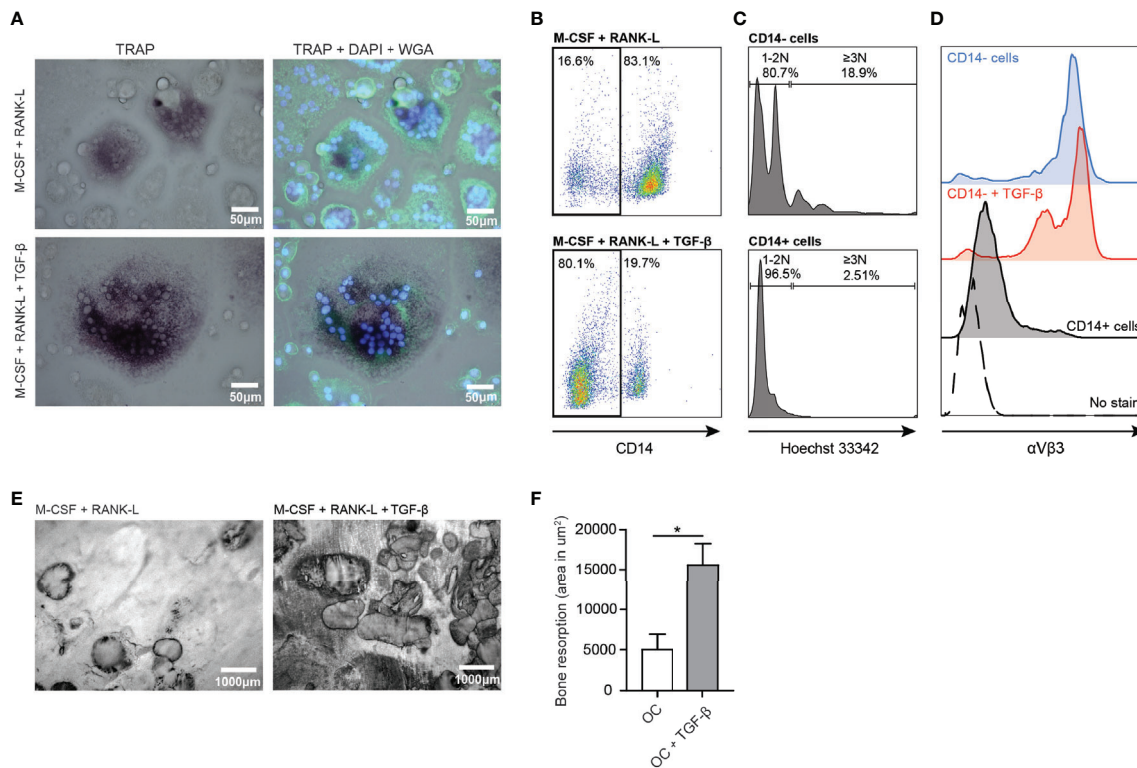 A
TRAP
TRAP + DAPI + WGA
M-CSF + RANK-L
50µm
50µm
M-CSF + RANK-L + TGF-β
50µm
50µm
B
M-CSF + RANK-L
16.6%
83.1%
M-CSF + RANK-L + TGF-β
80.1%
19.7%
CD14
C
CD14- cells
1-2N
≥3N
80.7%
18.9%
CD14+ cells
1-2N
≥3N
96.5%
2.51%
Hoechst 33342
D
CD14- cells
CD14- + TGF-β
CD14+ cells
No stain
αVβ3
E
M-CSF + RANK-L
1000µm
M-CSF + RANK-L + TGF-β
1000µm
F
Bone resorption (area in um²)
20000
15000
10000
5000
0
*
OC
OC + TGF-β